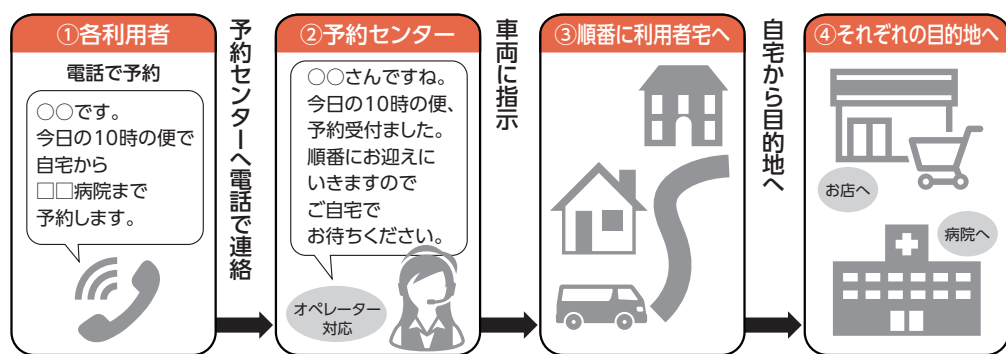 ①各利用者
電話で予約
○○です。
今日の10時の便で
自宅から
□□病院まで
予約します。
予約センターへ電話で連絡
②予約センター
○○さんですね。
今日の10時の便、
予約受付ました。
順番にお迎えに
いきますので
ご自宅で
お待ちください。
オペレーター
対応
車両に指示
③順番に利用者宅へ
自宅から目的地へ
④それぞれの目的地へ
お店へ
病院へ